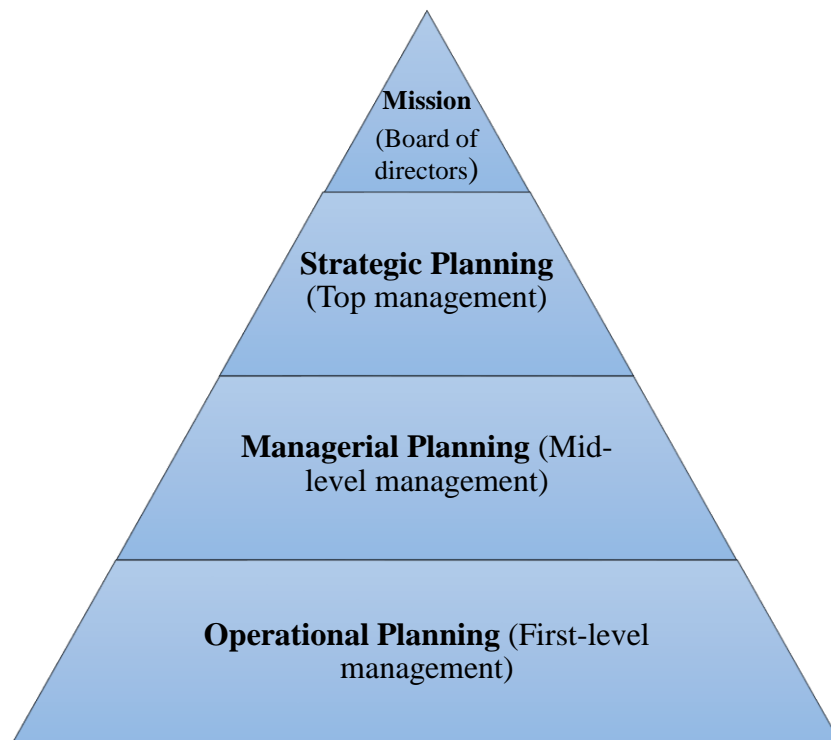 Mission
(Board of
directors)
Strategic Planning
(Top management)
Managerial Planning (Mid-
level management)
Operational Planning (First-level
management)